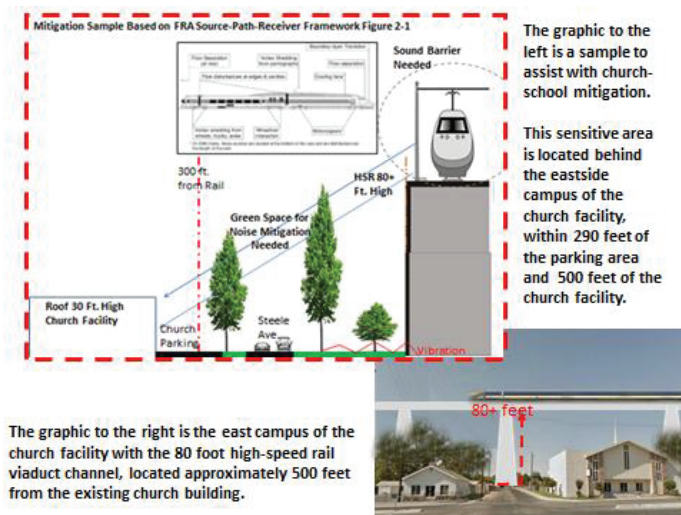 Mitigation Sample Based on FRA Source-Path-Receiver Framework Figure 2-1
Sound Barrier
Needed
300 ft.
from Rail
HSR 80+
Ft. High
Green Space for
Noise Mitigation
Needed
Roof 30 Ft. High
Church Facility
Church
Parking
Steele
Ave.
Vibration
The graphic to the
left is a sample to
assist with church-
school mitigation.
This sensitive area
is located behind
the eastside
campus of the
church facility,
within 290 feet of
the parking area
and 500 feet of the
church facility.
80+ feet
The graphic to the right is the east campus of the
church facility with the 80 foot high-speed rail
viaduct channel, located approximately 500 feet
from the existing church building.